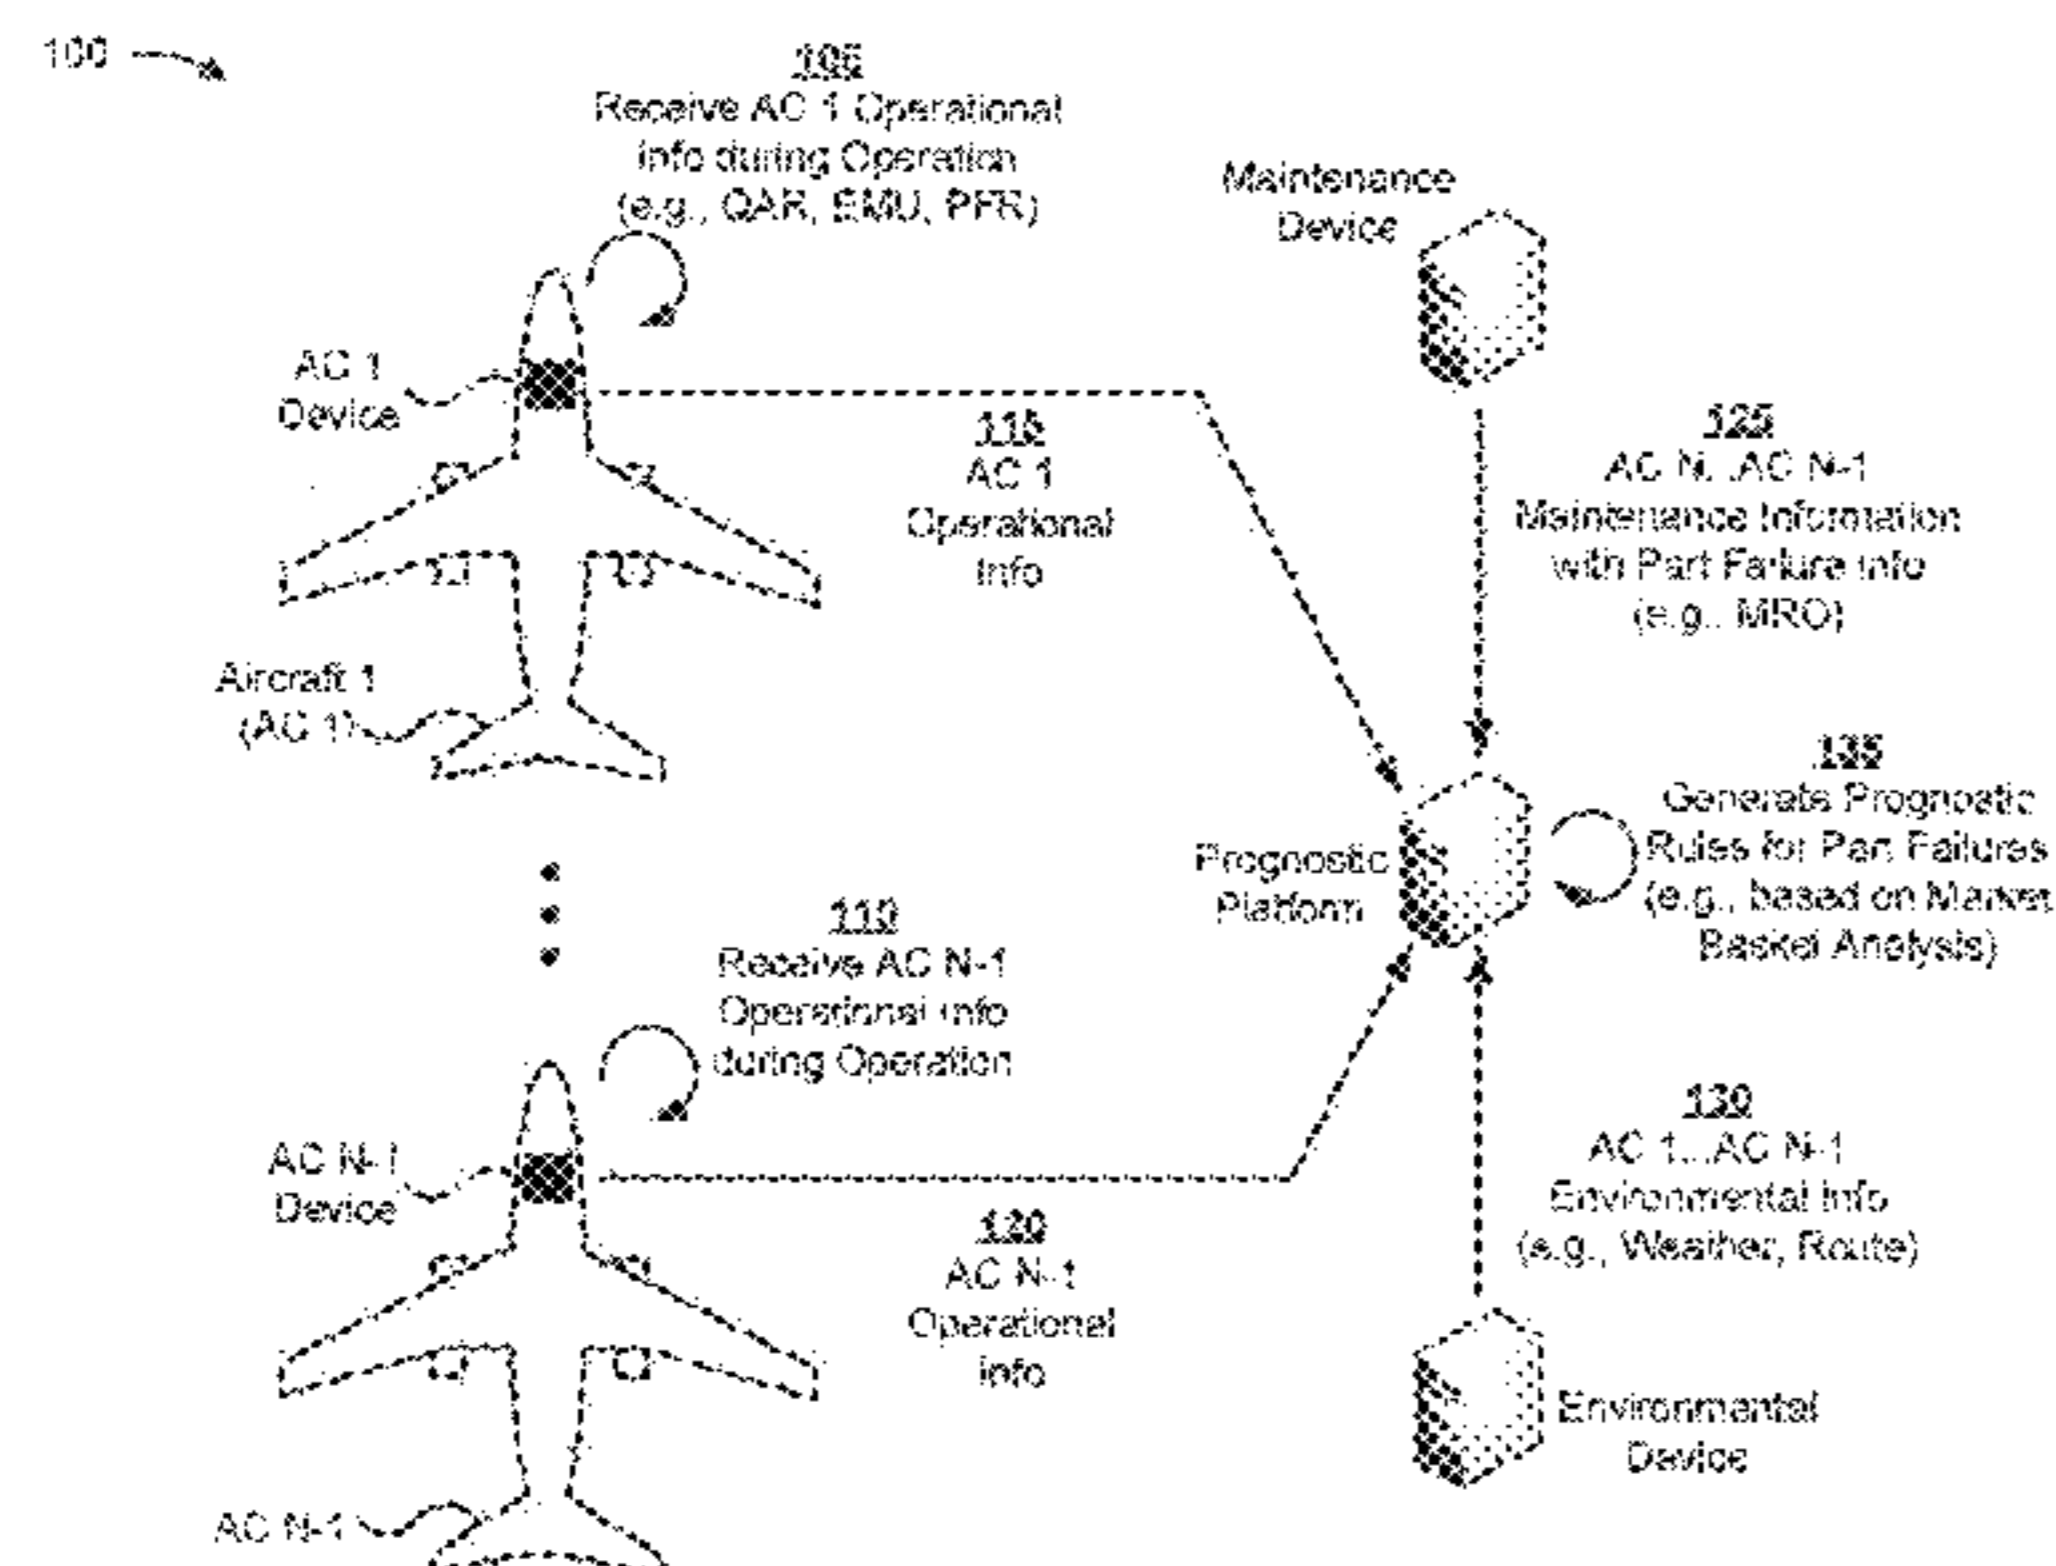 100
105
Receive AC 1 Operational
Info during Operation
(e.g., QAR, EMU, PFR)
Maintenance
Device
AC 1
Device
115
AC 1
Operational
Info
125
AC N...AC N-1
Maintenance Information
with Part Failure Info
(e.g., MRO)
Aircraft 1
(AC 1)
135
Generate Prognostic
Rules for Part Failures
(e.g., based on Market
Basket Analysis)
Prognostic
Platform
110
Receive AC N-1
Operational Info
during Operation
AC N-1
Device
120
AC N-1
Operational
Info
130
AC 1...AC N-1
Environmental Info
(e.g., Weather, Route)
Environmental
Device
AC N-1